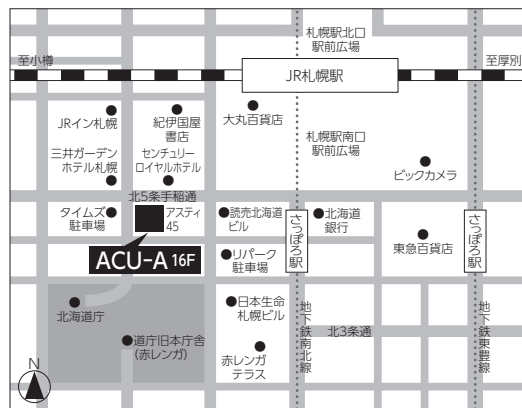 札幌駅北口
駅前広場
至小樽
至厚別
JR札幌駅
JRイン札幌
紀伊国屋
書店
大丸百貨店
札幌駅南口
駅前広場
三井ガーデン
ホテル札幌
センチュリー
ロイヤルホテル
ビックカメラ
北5条手稲通
タイムズ
駐車場
アスティ
45
読売北海道
ビル
さっぽろ駅
北海道
銀行
東急百貨店
さっぽろ駅
ACU-A 16F
リパーク
駐車場
北海道庁
日本生命
札幌ビル
地下鉄南北線
北3条通
地下鉄東豊線
道庁旧本庁舎
(赤レンガ)
赤レンガ
テラス
N